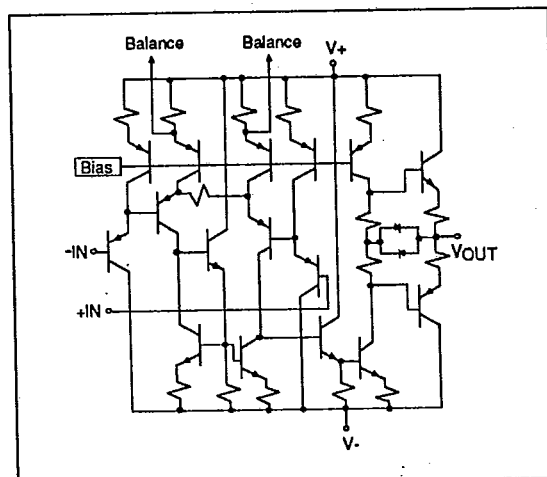 Balance
Balance
V+
Bias
-IN
VOUT
+IN
V-